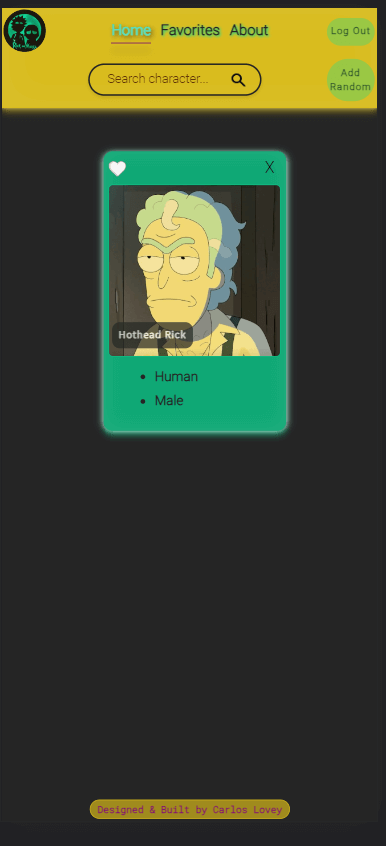 Home Favorites About
Log Out
Search character...
Add
Random
X
Hothead Rick
Human
Male
Designed & Built by Carlos Lovey